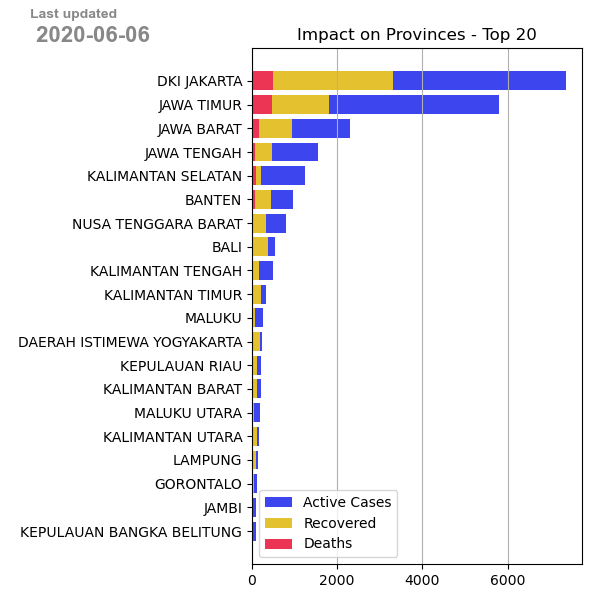 Last updated
2020-06-06
Impact on Provinces - Top 20
DKI JAKARTA
JAWA TIMUR
JAWA BARAT
JAWA TENGAH
KALIMANTAN SELATAN
BANTEN
NUSA TENGGARA BARAT
BALI
KALIMANTAN TENGAH
KALIMANTAN TIMUR
MALUKU
DAERAH ISTIMEWA YOGYAKARTA
KEPULAUAN RIAU
KALIMANTAN BARAT
MALUKU UTARA
KALIMANTAN UTARA
LAMPUNG
GORONTALO
JAMBI
KEPULAUAN BANGKA BELITUNG
Active Cases
Recovered
Deaths
0 2000 4000 6000